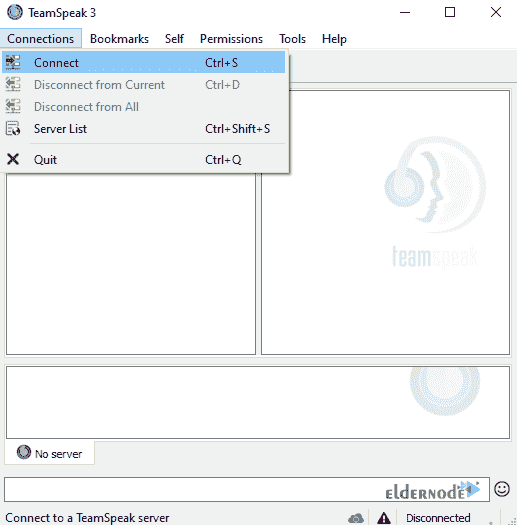 TeamSpeak 3
Connections Bookmarks Self Permissions Tools Help
Connect Ctrl+S
Disconnect from Current Ctrl+D
Disconnect from All
Server List Ctrl+Shift+S
Quit Ctrl+Q
teamspeak
No server
eldernode
Connect to a TeamSpeak server Disconnected